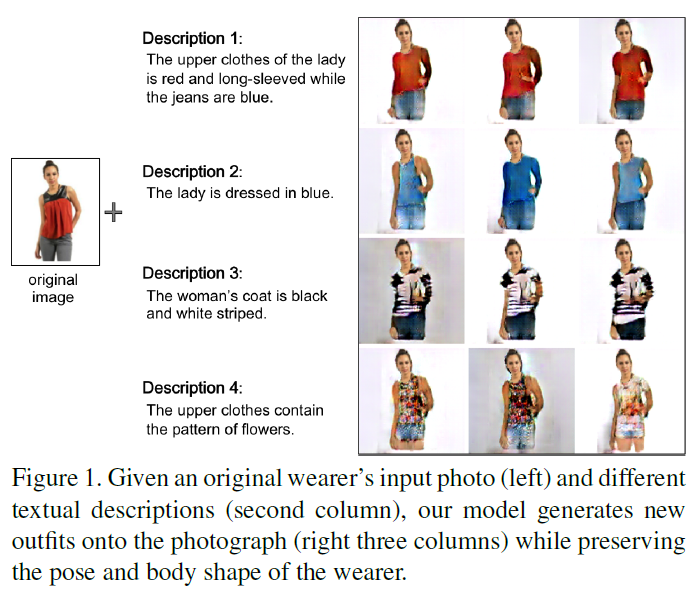 Description 1:
The upper clothes of the lady
is red and long-sleeved while
the jeans are blue.
Description 2:
The lady is dressed in blue.
original
image
Description 3:
The woman's coat is black
and white striped.
Description 4:
The upper clothes contain
the pattern of flowers.
Figure 1. Given an original wearer's input photo (left) and different
textual descriptions (second column), our model generates new
outfits onto the photograph (right three columns) while preserving
the pose and body shape of the wearer.